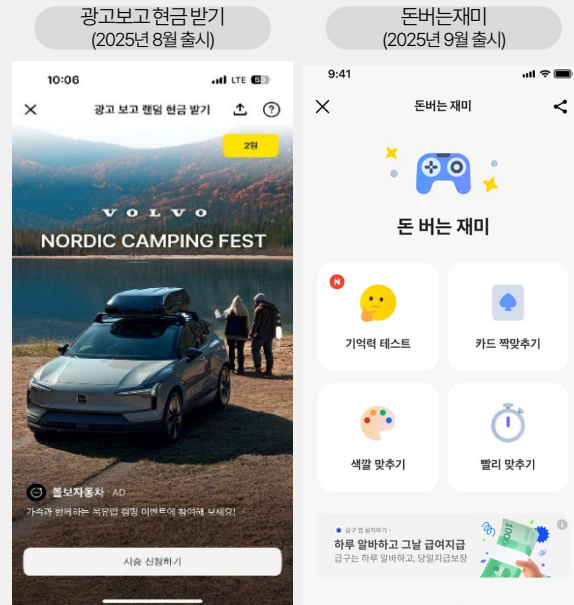 광고보고 현금 받기
(2025년 8월 출시)
10:06
LTE
광고 보고 랜덤 현금 받기
2원
VOLVO
NORDIC CAMPING FEST
볼보자동차 · AD
가족과 함께하는 북유럽 캠핑 이벤트에 참여해 보세요!
시승 신청하기
돈버는재미
(2025년 9월 출시)
9:41
돈버는 재미
돈 버는 재미
N
기억력 테스트
카드 짝맞추기
색깔 맞추기
빨리 맞추기
급구 앱 설치하기 ›
하루 알바하고 그날 급여지급
급구는 하루 알바하고, 당일지급보장
1000